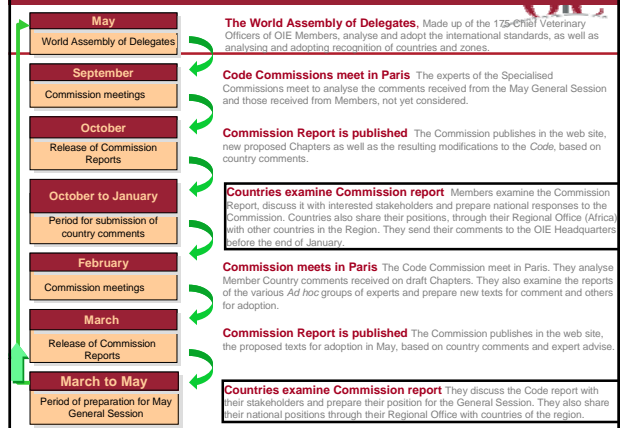 May
World Assembly of Delegates
The World Assembly of Delegates, Made up of the 175 Chief Veterinary
Officers of OIE Members, analyse and adopt the international standards, as well as
analysing and adopting recognition of countries and zones.
September
Commission meetings
Code Commissions meet in Paris The experts of the Specialised
Commissions meet to analyse the comments received from the May General Session
and those received from Members, not yet considered.
October
Release of Commission
Reports
Commission Report is published The Commission publishes in the web site,
new proposed Chapters as well as the resulting modifications to the Code, based on
country comments.
October to January
Period for submission of
country comments
Countries examine Commission report Members examine the Commission
Report, discuss it with interested stakeholders and prepare national responses to the
Commission. Countries also share their positions, through their Regional Office (Africa)
with other countries in the Region. They send their comments to the OIE Headquarters
before the end of January.
February
Commission meetings
Commission meets in Paris The Code Commission meet in Paris. They analyse
Member Country comments received on draft Chapters. They also examine the reports
of the various Ad hoc groups of experts and prepare new texts for comment and others
for adoption.
March
Release of Commission
Reports
Commission Report is published The Commission publishes in the web site,
the proposed texts for adoption in May, based on country comments and expert advise.
March to May
Period of preparation for May
General Session
Countries examine Commission report They discuss the Code report with
their stakeholders and prepare their position for the General Session. They also share
their national positions through their Regional Office with countries of the region.